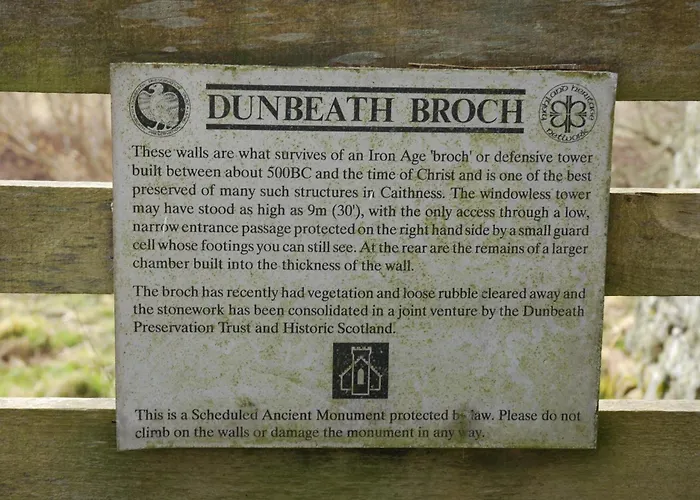 DUNBEATH BROCH
HIGHLAND HERITAGE
NETWORK
These walls are what survives of an Iron Age 'broch' or defensive tower
built between about 500BC and the time of Christ and is one of the best
preserved of many such structures in Caithness. The windowless tower
may have stood as high as 9m (30'), with the only access through a low,
narrow entrance passage protected on the right hand side by a small guard
cell whose footings you can still see. At the rear are the remains of a larger
chamber built into the thickness of the wall.
The broch has recently had vegetation and loose rubble cleared away and
the stonework has been consolidated in a joint venture by the Dunbeath
Preservation Trust and Historic Scotland.
This is a Scheduled Ancient Monument protected by law. Please do not
climb on the walls or damage the monument in any way.